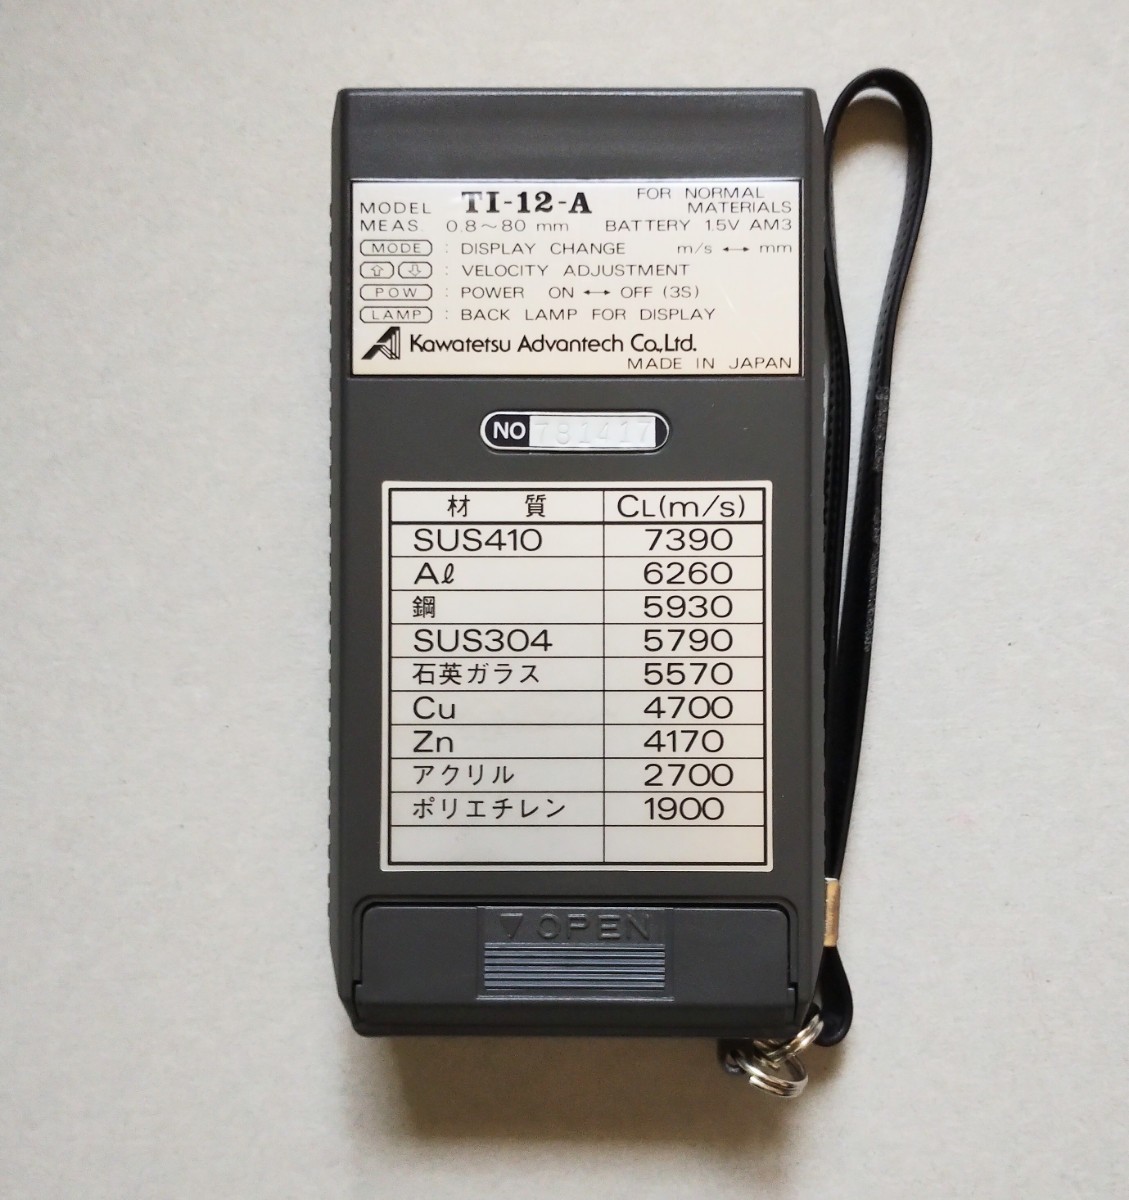 MODEL TI-12-A FOR NORMAL MATERIALS
MEAS. 0.8～80 mm BATTERY 1.5V AM3
MODE : DISPLAY CHANGE m/s ↔ mm
⇧ ⇩ : VELOCITY ADJUSTMENT
POW : POWER ON ↔ OFF (3S)
LAMP : BACK LAMP FOR DISPLAY
Kawatetsu Advantech Co,Ltd.
MADE IN JAPAN
NO 781417
材 質 CL(m/s)
SUS410 7390
Aℓ 6260
鋼 5930
SUS304 5790
石英ガラス 5570
Cu 4700
Zn 4170
アクリル 2700
ポリエチレン 1900
▽ OPEN